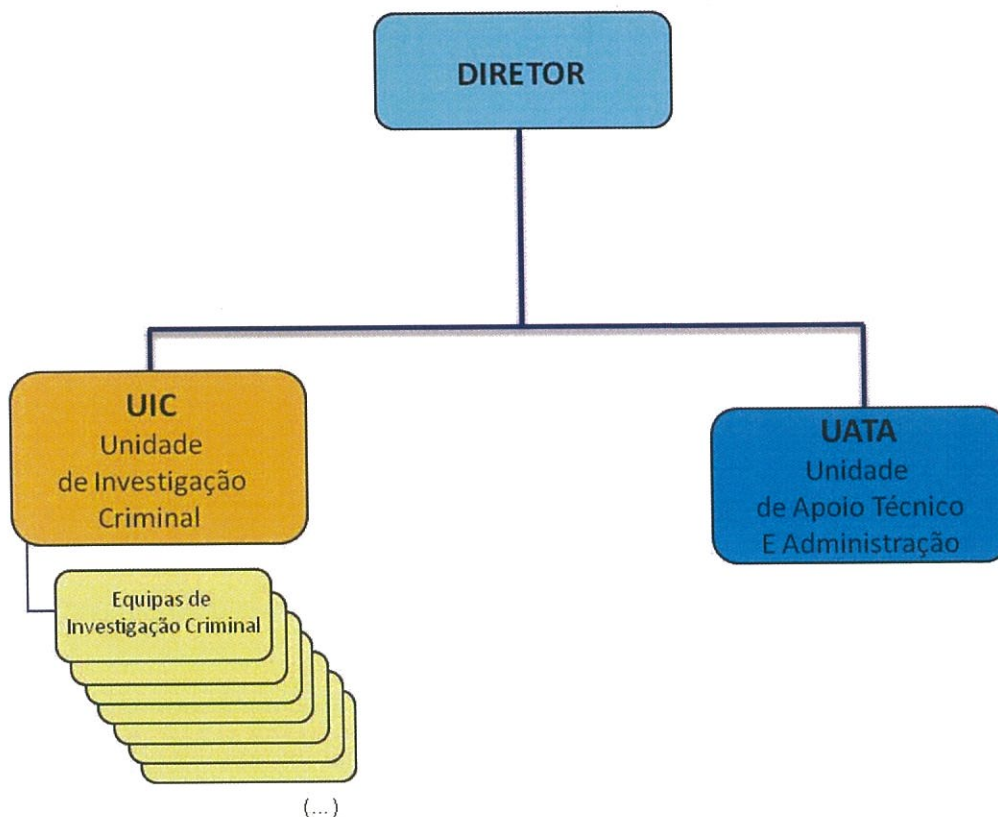 DIRETOR
UIC
Unidade
de Investigação
Criminal
UATA
Unidade
de Apoio Técnico
E Administração
Equipas de
Investigação Criminal
(...)